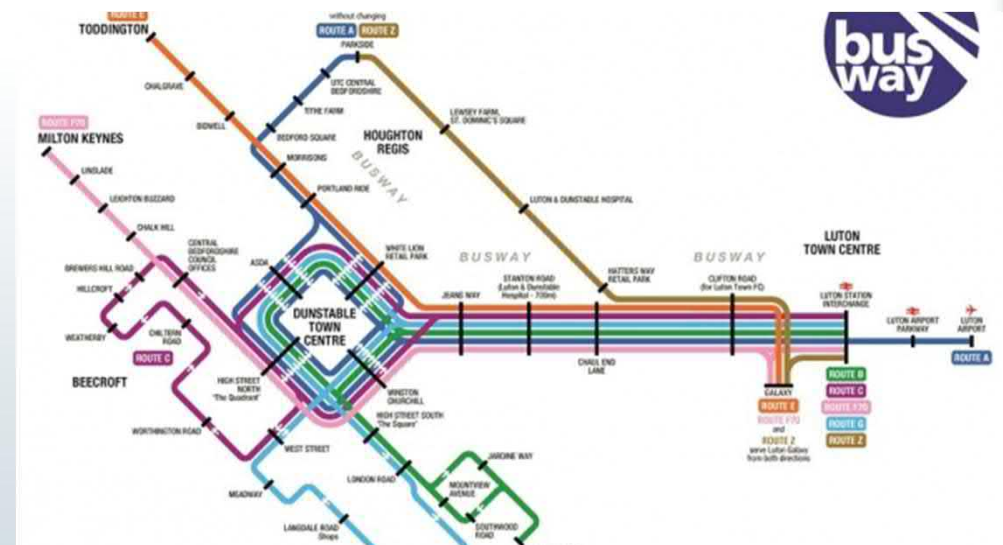 ROUTE E
TODDINGTON
without changing
ROUTE A
ROUTE Z
PARKSIDE
bus
way
CHALGRAVE
UTC CENTRAL
BEDFORDSHIRE
TITHE FARM
LEWSEY FARM,
ST. DOMINIC'S SQUARE
BIDWELL
BEDFORD SQUARE
HOUGHTON
REGIS
ROUTE F70
MILTON KEYNES
MORRISONS
BUSWAY
LINSLADE
PORTLAND RIDE
LEIGHTON BUZZARD
LUTON & DUNSTABLE HOSPITAL
CHALK HILL
CENTRAL
BEDFORDSHIRE
COUNCIL
OFFICES
ASDA
WHITE LION
RETAIL PARK
BUSWAY
BUSWAY
LUTON
TOWN CENTRE
BREWERS HILL ROAD
HILLCROFT
JEANS WAY
STANTON ROAD
(Luton & Dunstable
Hospital - 700m)
HATTERS WAY
RETAIL PARK
CLIFTON ROAD
(for Luton Town FC)
LUTON STATION
INTERCHANGE
DUNSTABLE
TOWN
CENTRE
LUTON AIRPORT
PARKWAY
LUTON
AIRPORT
WEATHERBY
CHILTERN
ROAD
ROUTE C
ROUTE A
CHAUL END
LANE
BEECROFT
HIGH STREET
NORTH
'The Quadrant'
WINSTON
CHURCHILL
GALAXY
ROUTE E
ROUTE F70
and
ROUTE Z
serve Luton Galaxy
from both directions
ROUTE B
ROUTE C
ROUTE F70
ROUTE G
ROUTE Z
HIGH STREET SOUTH
'The Square'
WORTHINGTON ROAD
WEST STREET
LONDON ROAD
JARDINE WAY
MEADWAY
MOUNTVIEW
AVENUE
LANGDALE ROAD
Shops
SOUTHWOOD
ROAD